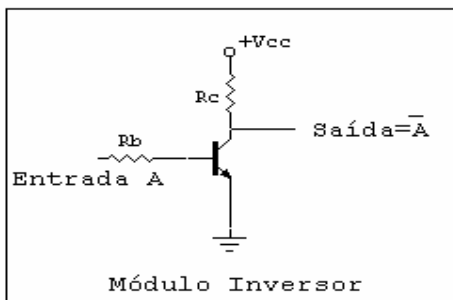 +Vcc
Rc
Saída=A̅
Rb
Entrada A
Módulo Inversor